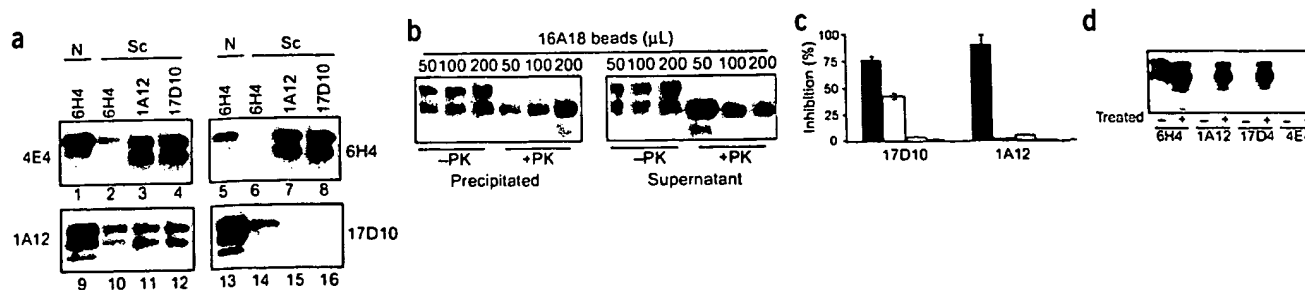 a
N
Sc
6H4
6H4
1A12
17D10
4E4
1 2 3 4
1A12
9 10 11 12
N
Sc
6H4
6H4
1A12
17D10
6H4
5 6 7 8
17D10
13 14 15 16
b
16A18 beads (µL)
50 100 200 50 100 200
50 100 200 50 100 200
–PK +PK
–PK +PK
Precipitated
Supernatant
c
Inhibition (%)
100
75
50
25
0
17D10 1A12
d
Treated – + – + – + –
6H4 1A12 17D4 4E4